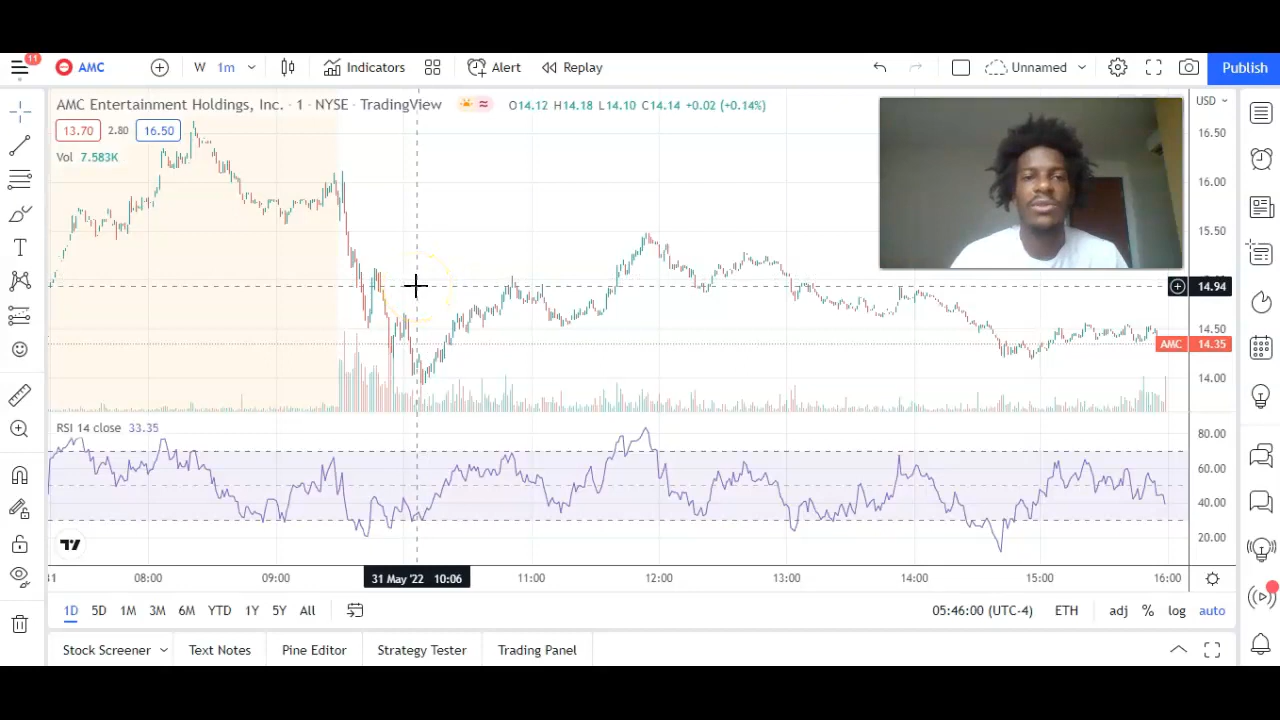 11
AMC
W 1m
Indicators
Alert
Replay
Unnamed
Publish
AMC Entertainment Holdings, Inc. · 1 · NYSE · TradingView
O14.12 H14.18 L14.10 C14.14 +0.02 (+0.14%)
USD
13.70 2.80 16.50
Vol 7.583K
16.50
16.00
15.50
14.94
14.50
AMC 14.35
14.00
RSI 14 close 33.35
80.00
60.00
40.00
20.00
31 May '22 10:06
08:00 09:00 11:00 12:00 13:00 14:00 15:00 16:00
1D 5D 1M 3M 6M YTD 1Y 5Y All
05:46:00 (UTC-4) ETH adj % log auto
Stock Screener Text Notes Pine Editor Strategy Tester Trading Panel